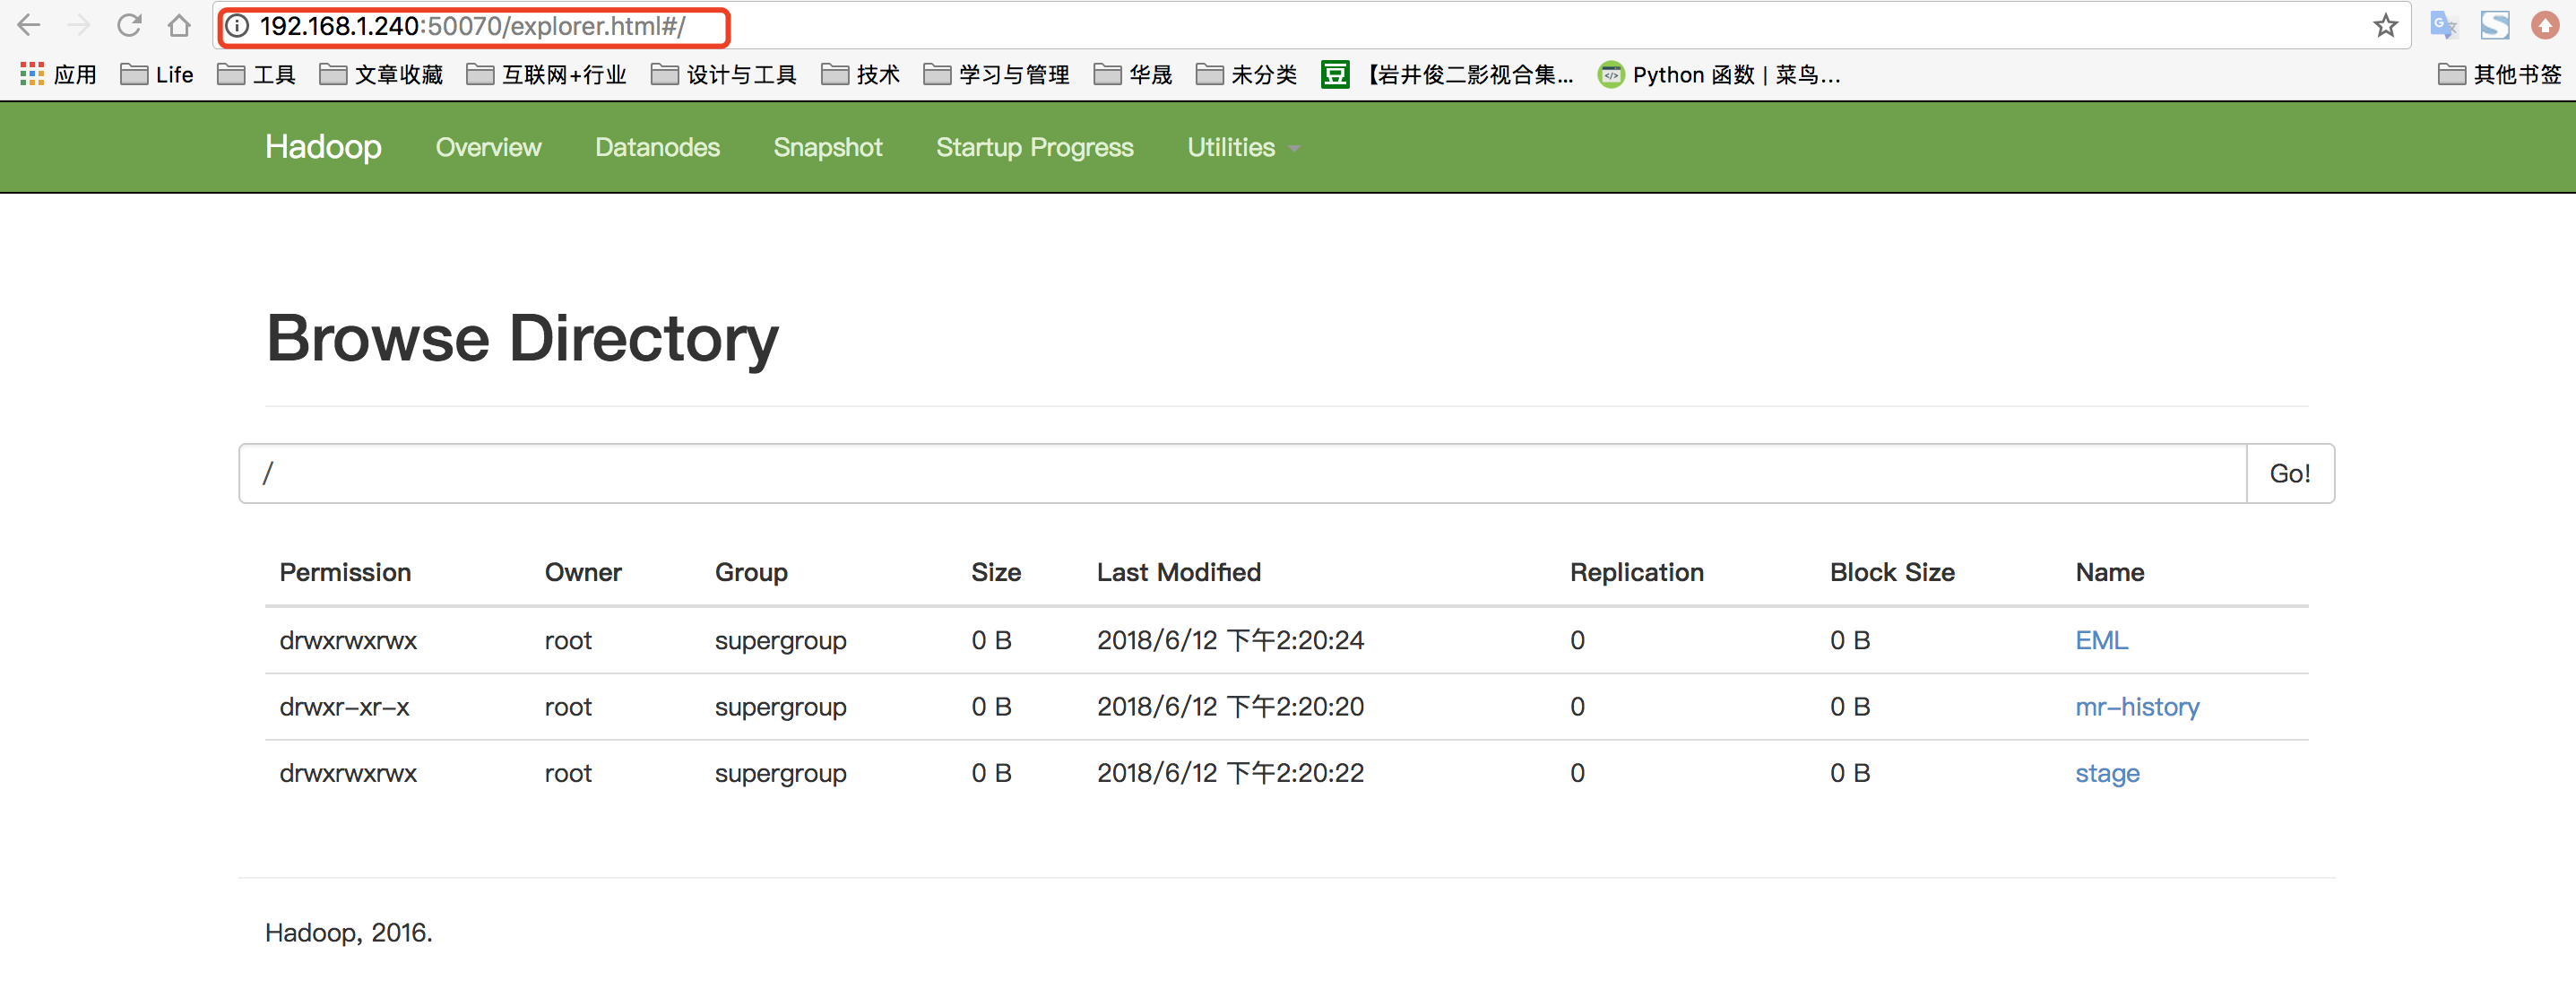 192.168.1.240:50070/explorer.html#/
应用 Life 工具 文章收藏 互联网+行业 设计与工具 技术 学习与管理 华晟 未分类 豆 【岩井俊二影视合集... Python 函数 | 菜鸟... 其他书签
Hadoop Overview Datanodes Snapshot Startup Progress Utilities
Browse Directory
/ Go!
Permission Owner Group Size Last Modified Replication Block Size Name
drwxrwxrwx root supergroup 0 B 2018/6/12 下午2:20:24 0 0 B EML
drwxr-xr-x root supergroup 0 B 2018/6/12 下午2:20:20 0 0 B mr-history
drwxrwxrwx root supergroup 0 B 2018/6/12 下午2:20:22 0 0 B stage
Hadoop, 2016.